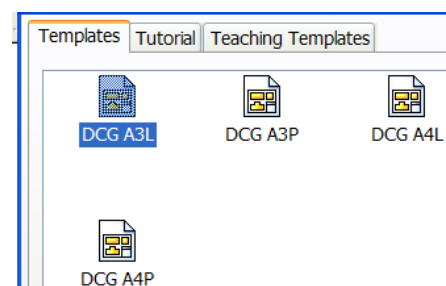 Templates Tutorial Teaching Templates
DCG A3L DCG A3P DCG A4L
DCG A4P